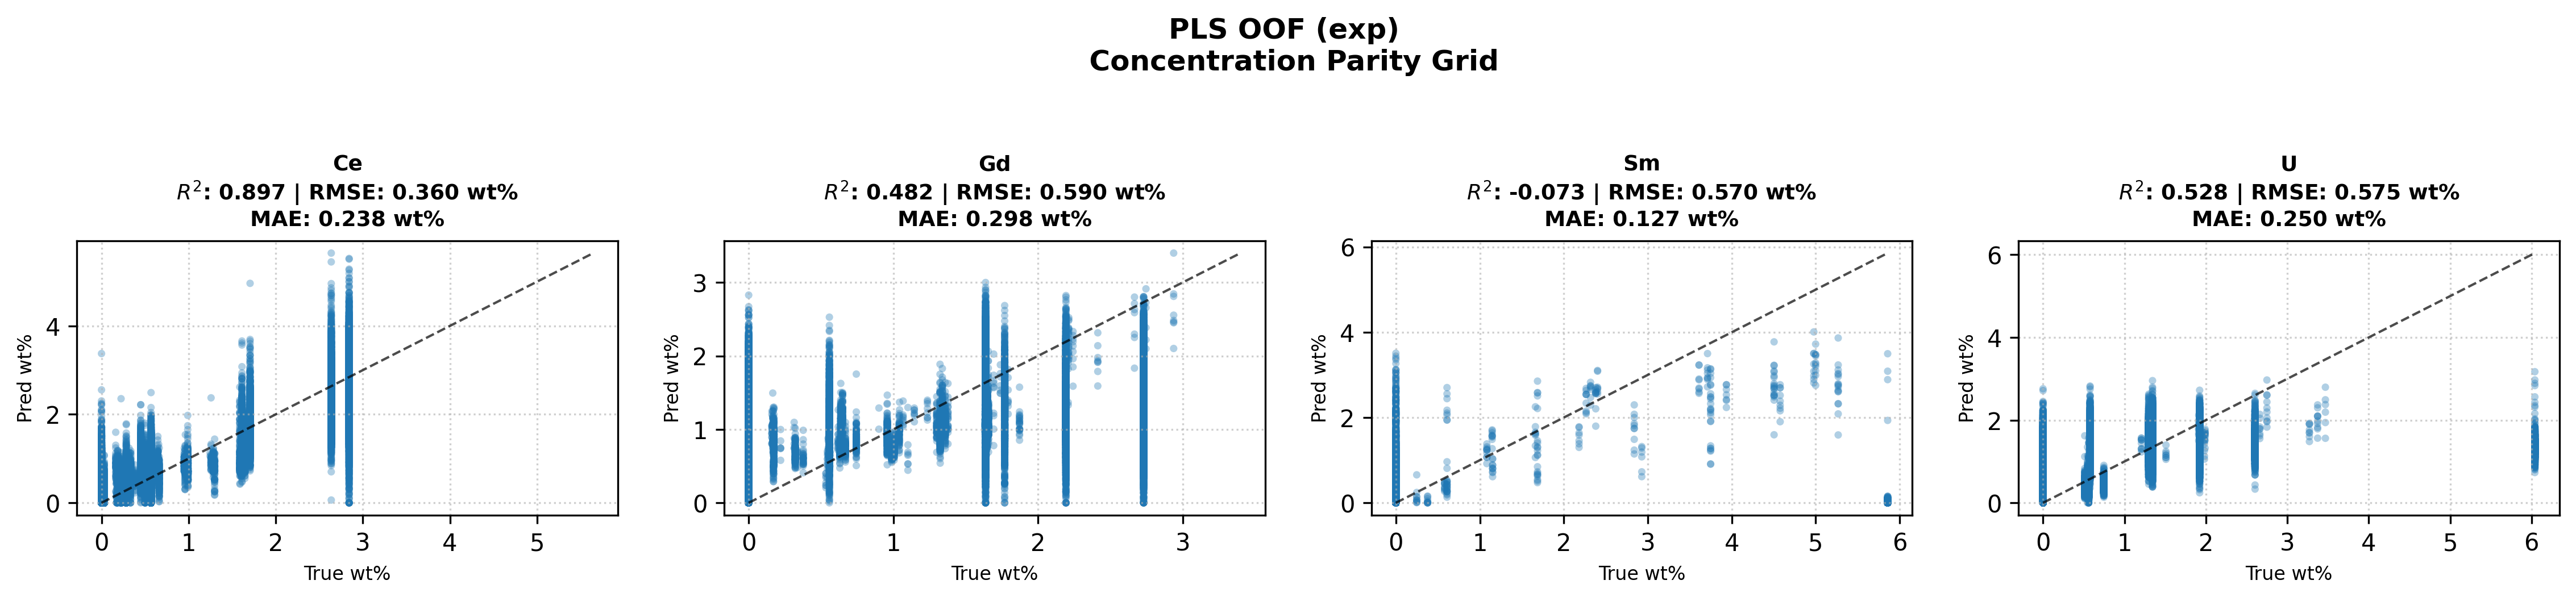 PLS OOF (exp)
Concentration Parity Grid
Ce
R²: 0.897 | RMSE: 0.360 wt%
MAE: 0.238 wt%
Pred wt%
4
2
0
0 1 2 3 4 5
True wt%
Gd
R²: 0.482 | RMSE: 0.590 wt%
MAE: 0.298 wt%
Pred wt%
3
2
1
0
0 1 2 3
True wt%
Sm
R²: -0.073 | RMSE: 0.570 wt%
MAE: 0.127 wt%
Pred wt%
6
4
2
0
0 1 2 3 4 5 6
True wt%
U
R²: 0.528 | RMSE: 0.575 wt%
MAE: 0.250 wt%
Pred wt%
6
4
2
0
0 1 2 3 4 5 6
True wt%